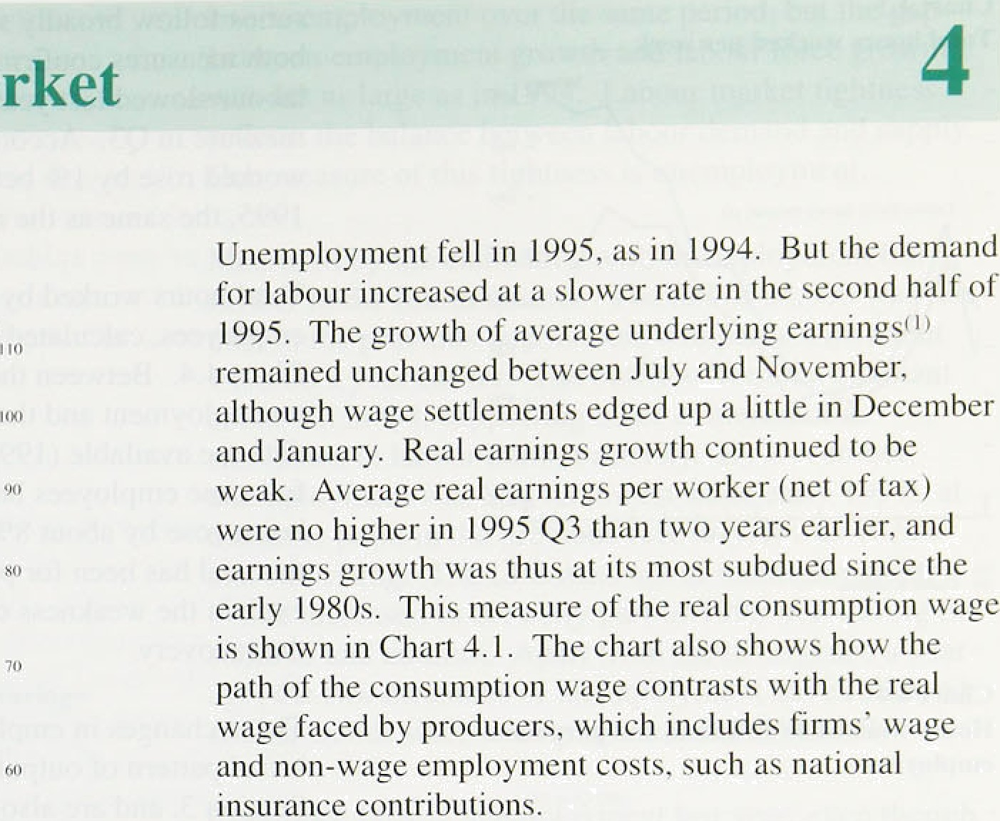 rket
4
Unemployment fell in 1995, as in 1994. But the demand
for labour increased at a slower rate in the second half of
1995. The growth of average underlying earnings(1)
remained unchanged between July and November,
although wage settlements edged up a little in December
and January. Real earnings growth continued to be
weak. Average real earnings per worker (net of tax)
were no higher in 1995 Q3 than two years earlier, and
earnings growth was thus at its most subdued since the
early 1980s. This measure of the real consumption wage
is shown in Chart 4.1. The chart also shows how the
path of the consumption wage contrasts with the real
wage faced by producers, which includes firms' wage
and non-wage employment costs, such as national
insurance contributions.
110
100
90
80
70
60